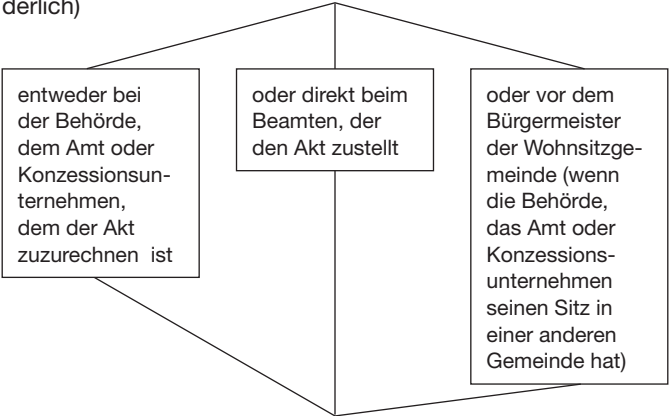 derlich)
entweder bei
der Behörde,
dem Amt oder
Konzessionsun-
ternehmen,
dem der Akt
zuzurechnen ist
oder direkt beim
Beamten, der
den Akt zustellt
oder vor dem
Bürgermeister
der Wohnsitzge-
meinde (wenn
die Behörde,
das Amt oder
Konzessions-
unternehmen
seinen Sitz in
einer anderen
Gemeinde hat)